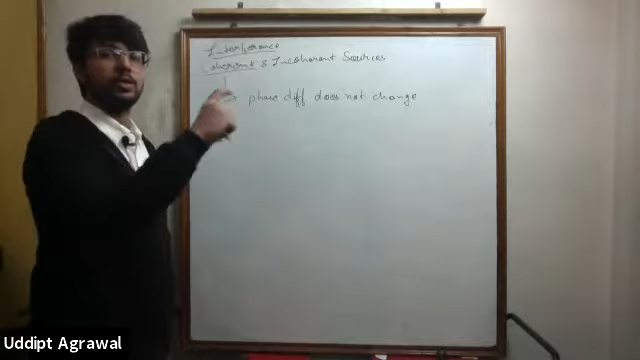 Interference
Coherent & Incoherent Sources
phase diff does not change
Uddipt Agrawal